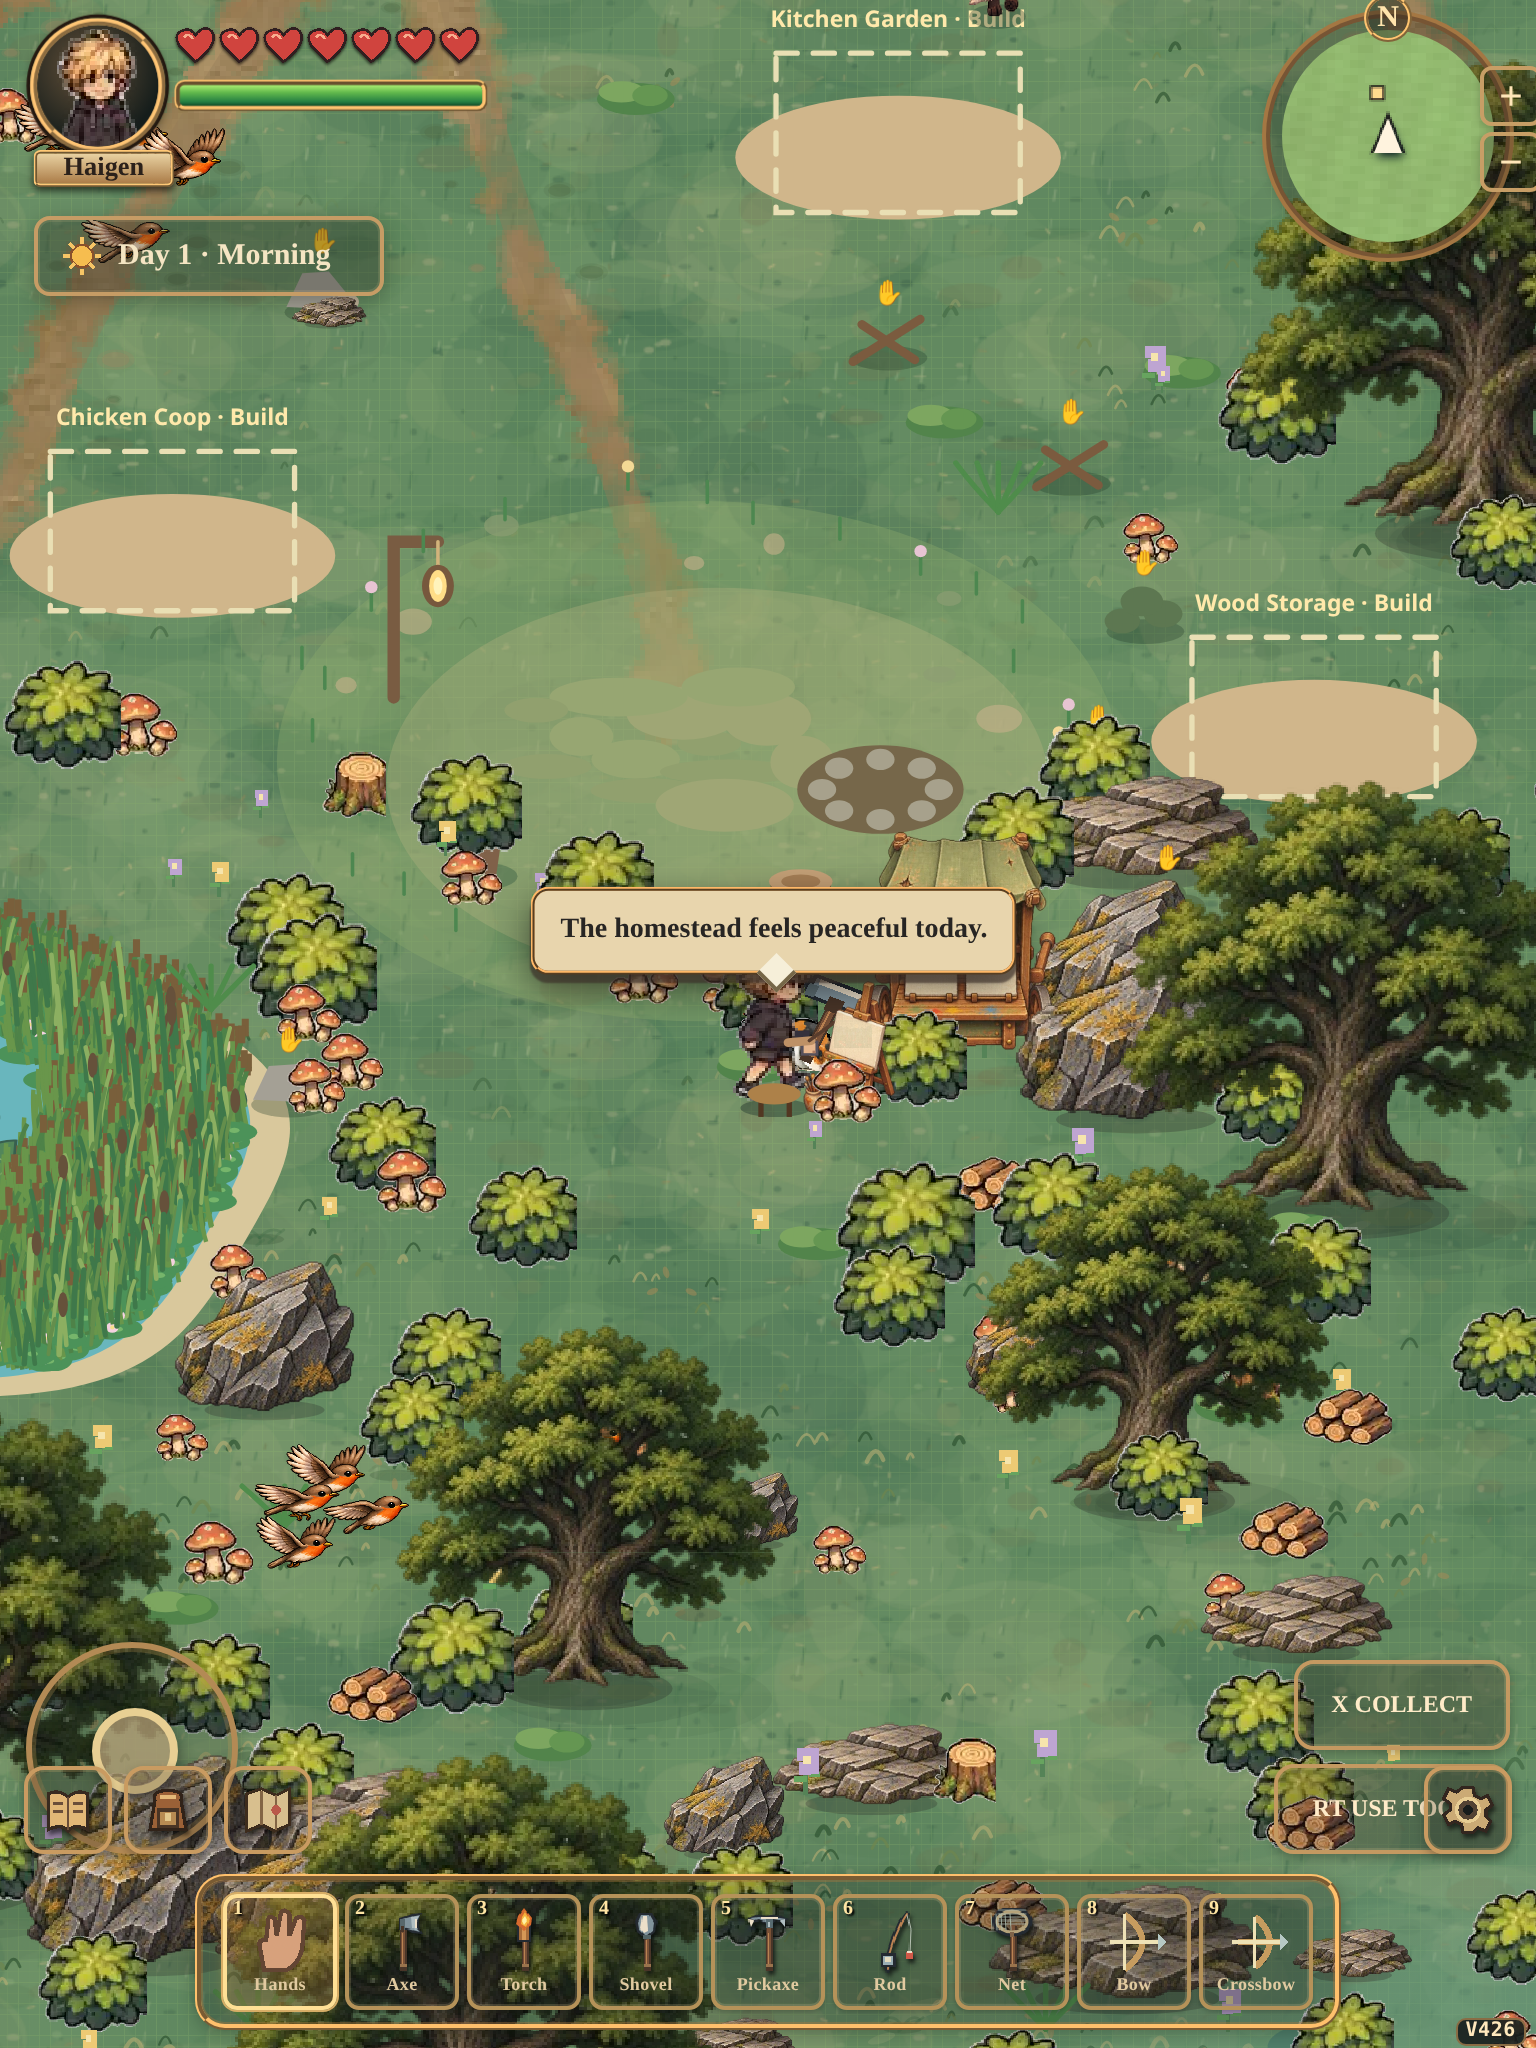 Kitchen Garden · Build
N
+
−
Haigen
Day 1 · Morning
Chicken Coop · Build
Wood Storage · Build
The homestead feels peaceful today.
X COLLECT
RT USE
1 Hands
2 Axe
3 Torch
4 Shovel
5 Pickaxe
6 Rod
7 Net
8 Bow
9 Crossbow
V426